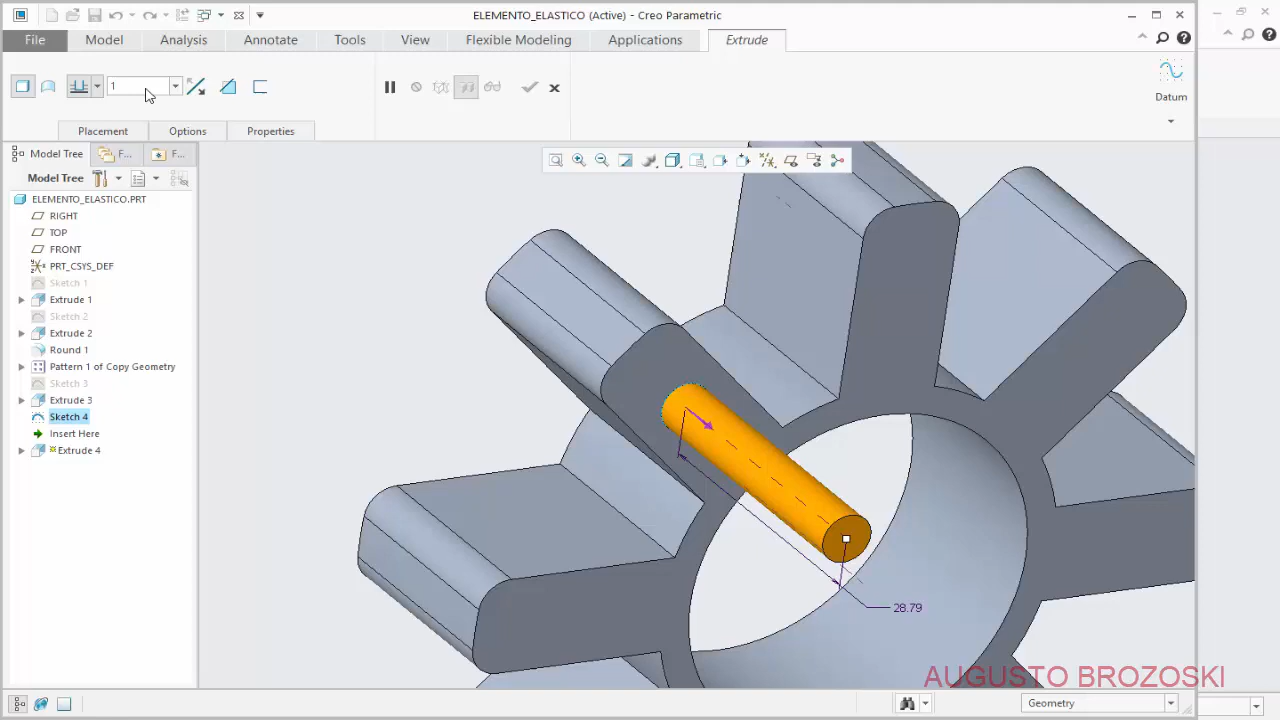 ELEMENTO_ELASTICO (Active) - Creo Parametric
File Model Analysis Annotate Tools View Flexible Modeling Applications Extrude
1
Datum
Placement Options Properties
Model Tree F... F...
Model Tree
ELEMENTO_ELASTICO.PRT
RIGHT
TOP
FRONT
PRT_CSYS_DEF
Sketch 1
Extrude 1
Sketch 2
Extrude 2
Round 1
Pattern 1 of Copy Geometry
Sketch 3
Extrude 3
Sketch 4
Insert Here
Extrude 4
28.79
AUGUSTO BROZOSKI
Geometry